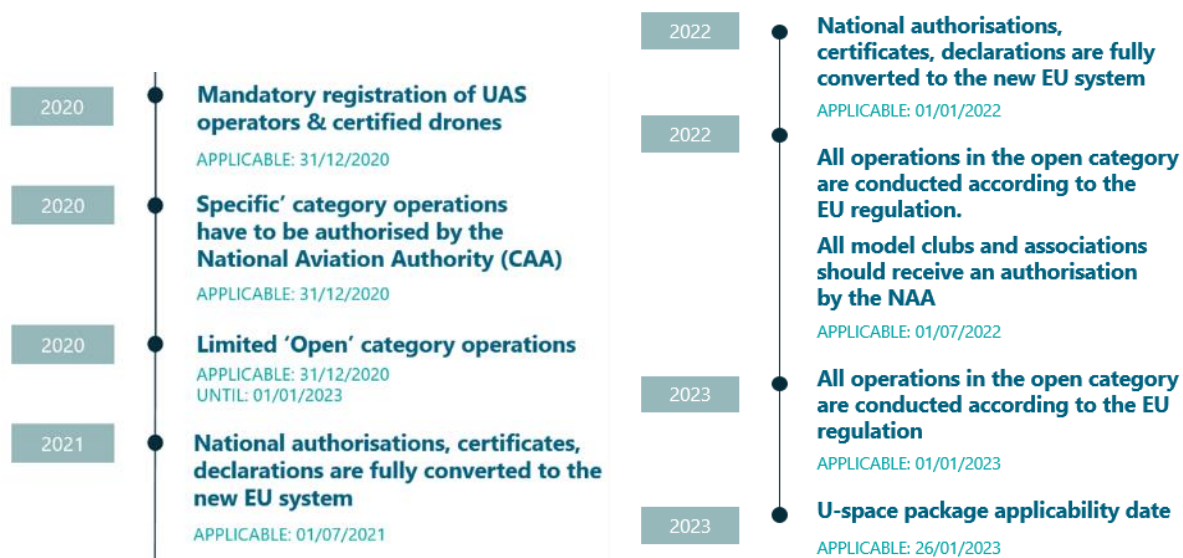 2020
Mandatory registration of UAS
operators & certified drones
APPLICABLE: 31/12/2020
2020
Specific’ category operations
have to be authorised by the
National Aviation Authority (CAA)
APPLICABLE: 31/12/2020
2020
Limited ‘Open’ category operations
APPLICABLE: 31/12/2020
UNTIL: 01/01/2023
2021
National authorisations, certificates,
declarations are fully converted to the
new EU system
APPLICABLE: 01/07/2021
2022
National authorisations,
certificates, declarations are fully
converted to the new EU system
APPLICABLE: 01/01/2022
2022
All operations in the open category
are conducted according to the
EU regulation.
All model clubs and associations
should receive an authorisation
by the NAA
APPLICABLE: 01/07/2022
2023
All operations in the open category
are conducted according to the EU
regulation
APPLICABLE: 01/01/2023
2023
U-space package applicability date
APPLICABLE: 26/01/2023